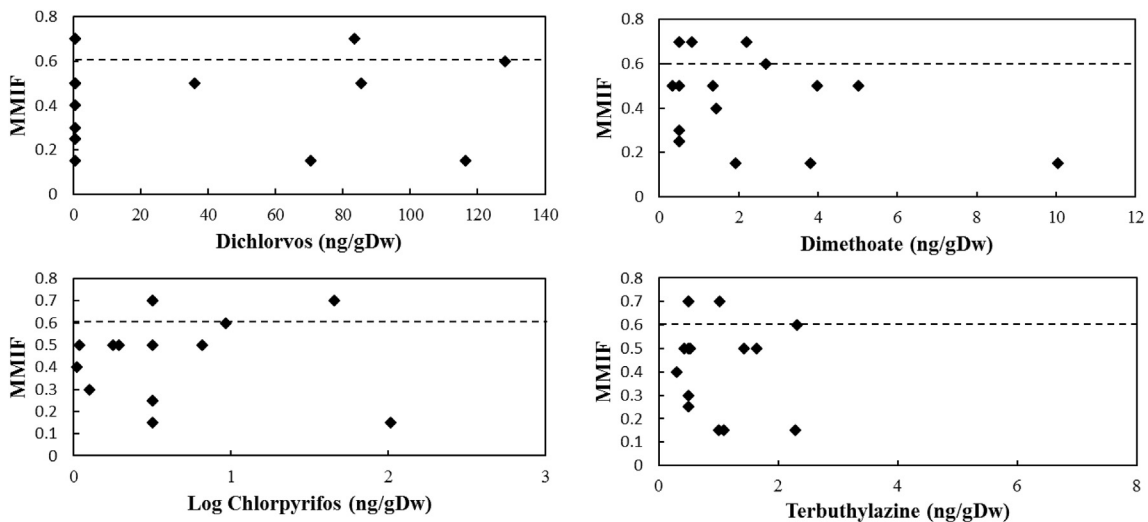 0.8
0.6
0.4
0.2
0
MMIF
0 20 40 60 80 100 120 140
Dichlorvos (ng/gDw)
0.8
0.6
0.4
0.2
0
MMIF
0 2 4 6 8 10 12
Dimethoate (ng/gDw)
0.8
0.7
0.6
0.5
0.4
0.3
0.2
0.1
0
MMIF
0 1 2 3
Log Chlorpyrifos (ng/gDw)
0.8
0.7
0.6
0.5
0.4
0.3
0.2
0.1
0
MMIF
0 2 4 6 8
Terbuthylazine (ng/gDw)